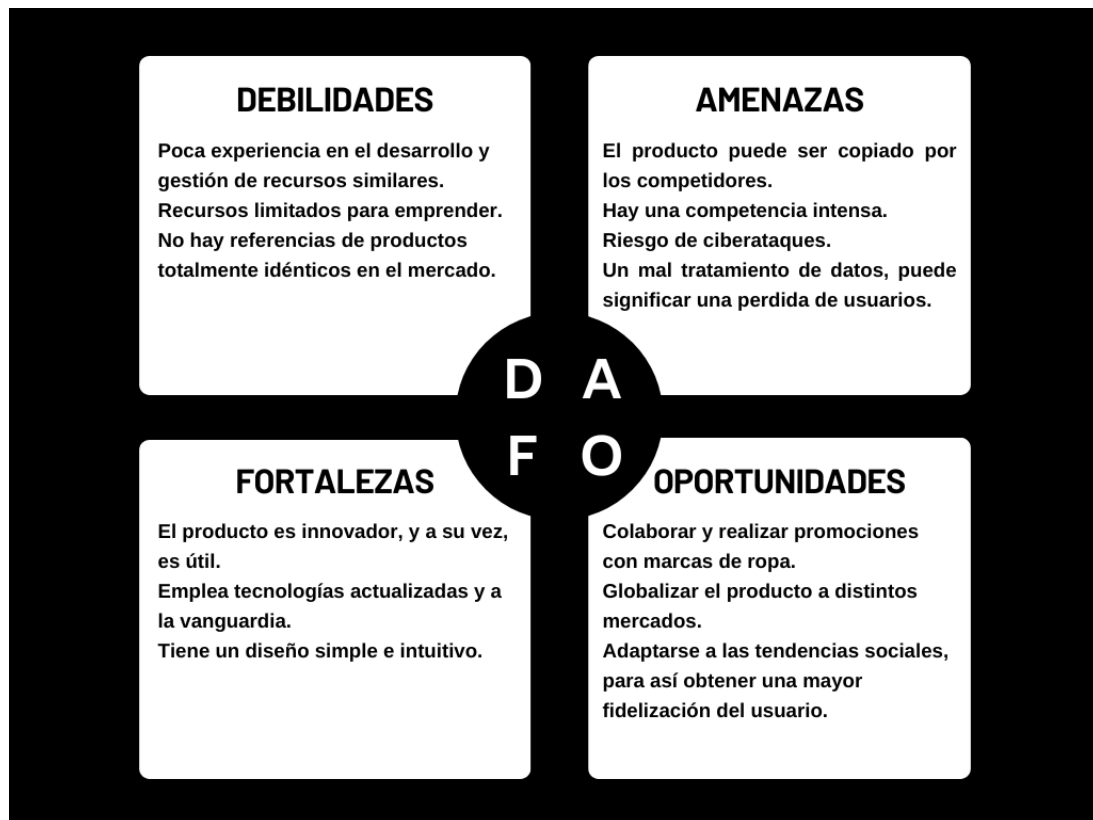 DEBILIDADES
Poca experiencia en el desarrollo y
gestión de recursos similares.
Recursos limitados para emprender.
No hay referencias de productos
totalmente idénticos en el mercado.
AMENAZAS
El producto puede ser copiado por
los competidores.
Hay una competencia intensa.
Riesgo de ciberataques.
Un mal tratamiento de datos, puede
significar una perdida de usuarios.
D A
F O
FORTALEZAS
El producto es innovador, y a su vez,
es útil.
Emplea tecnologías actualizadas y a
la vanguardia.
Tiene un diseño simple e intuitivo.
OPORTUNIDADES
Colaborar y realizar promociones
con marcas de ropa.
Globalizar el producto a distintos
mercados.
Adaptarse a las tendencias sociales,
para así obtener una mayor
fidelización del usuario.